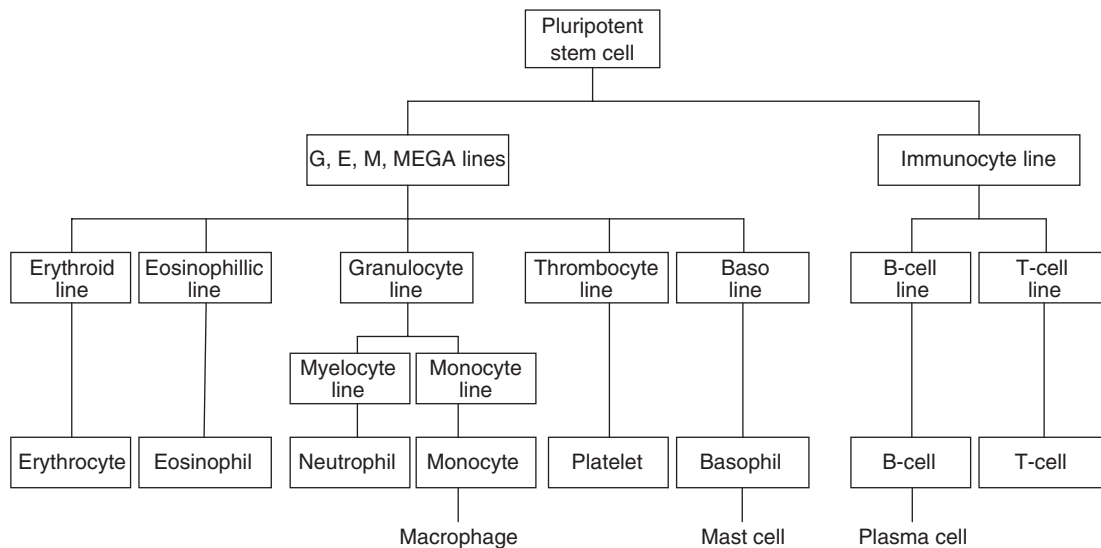 Pluripotent
stem cell
G, E, M, MEGA lines
Immunocyte line
Erythroid
line
Eosinophillic
line
Granulocyte
line
Thrombocyte
line
Baso
line
B-cell
line
T-cell
line
Myelocyte
line
Monocyte
line
Erythrocyte
Eosinophil
Neutrophil
Monocyte
Platelet
Basophil
B-cell
T-cell
Macrophage
Mast cell
Plasma cell